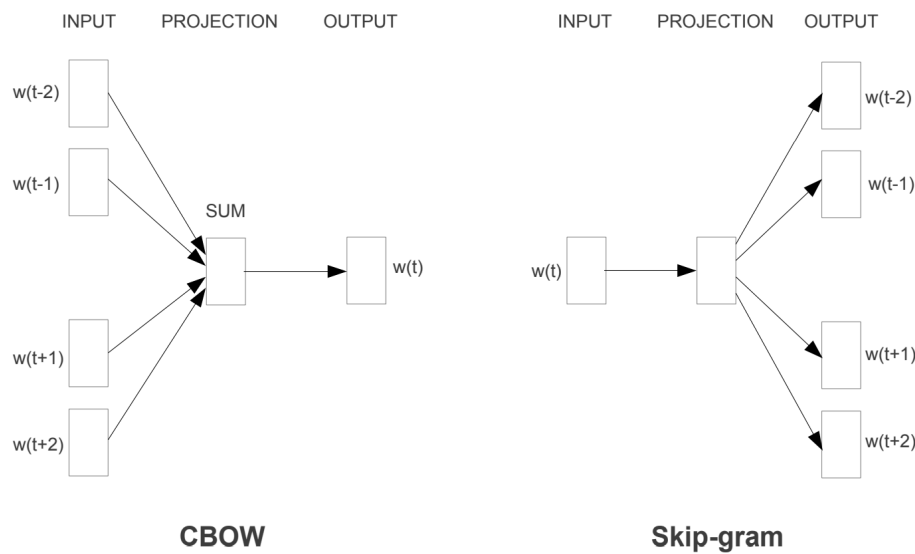 INPUT PROJECTION OUTPUT
w(t-2)
w(t-1)
SUM
w(t)
w(t+1)
w(t+2)
CBOW
INPUT PROJECTION OUTPUT
w(t-2)
w(t-1)
w(t)
w(t+1)
w(t+2)
Skip-gram